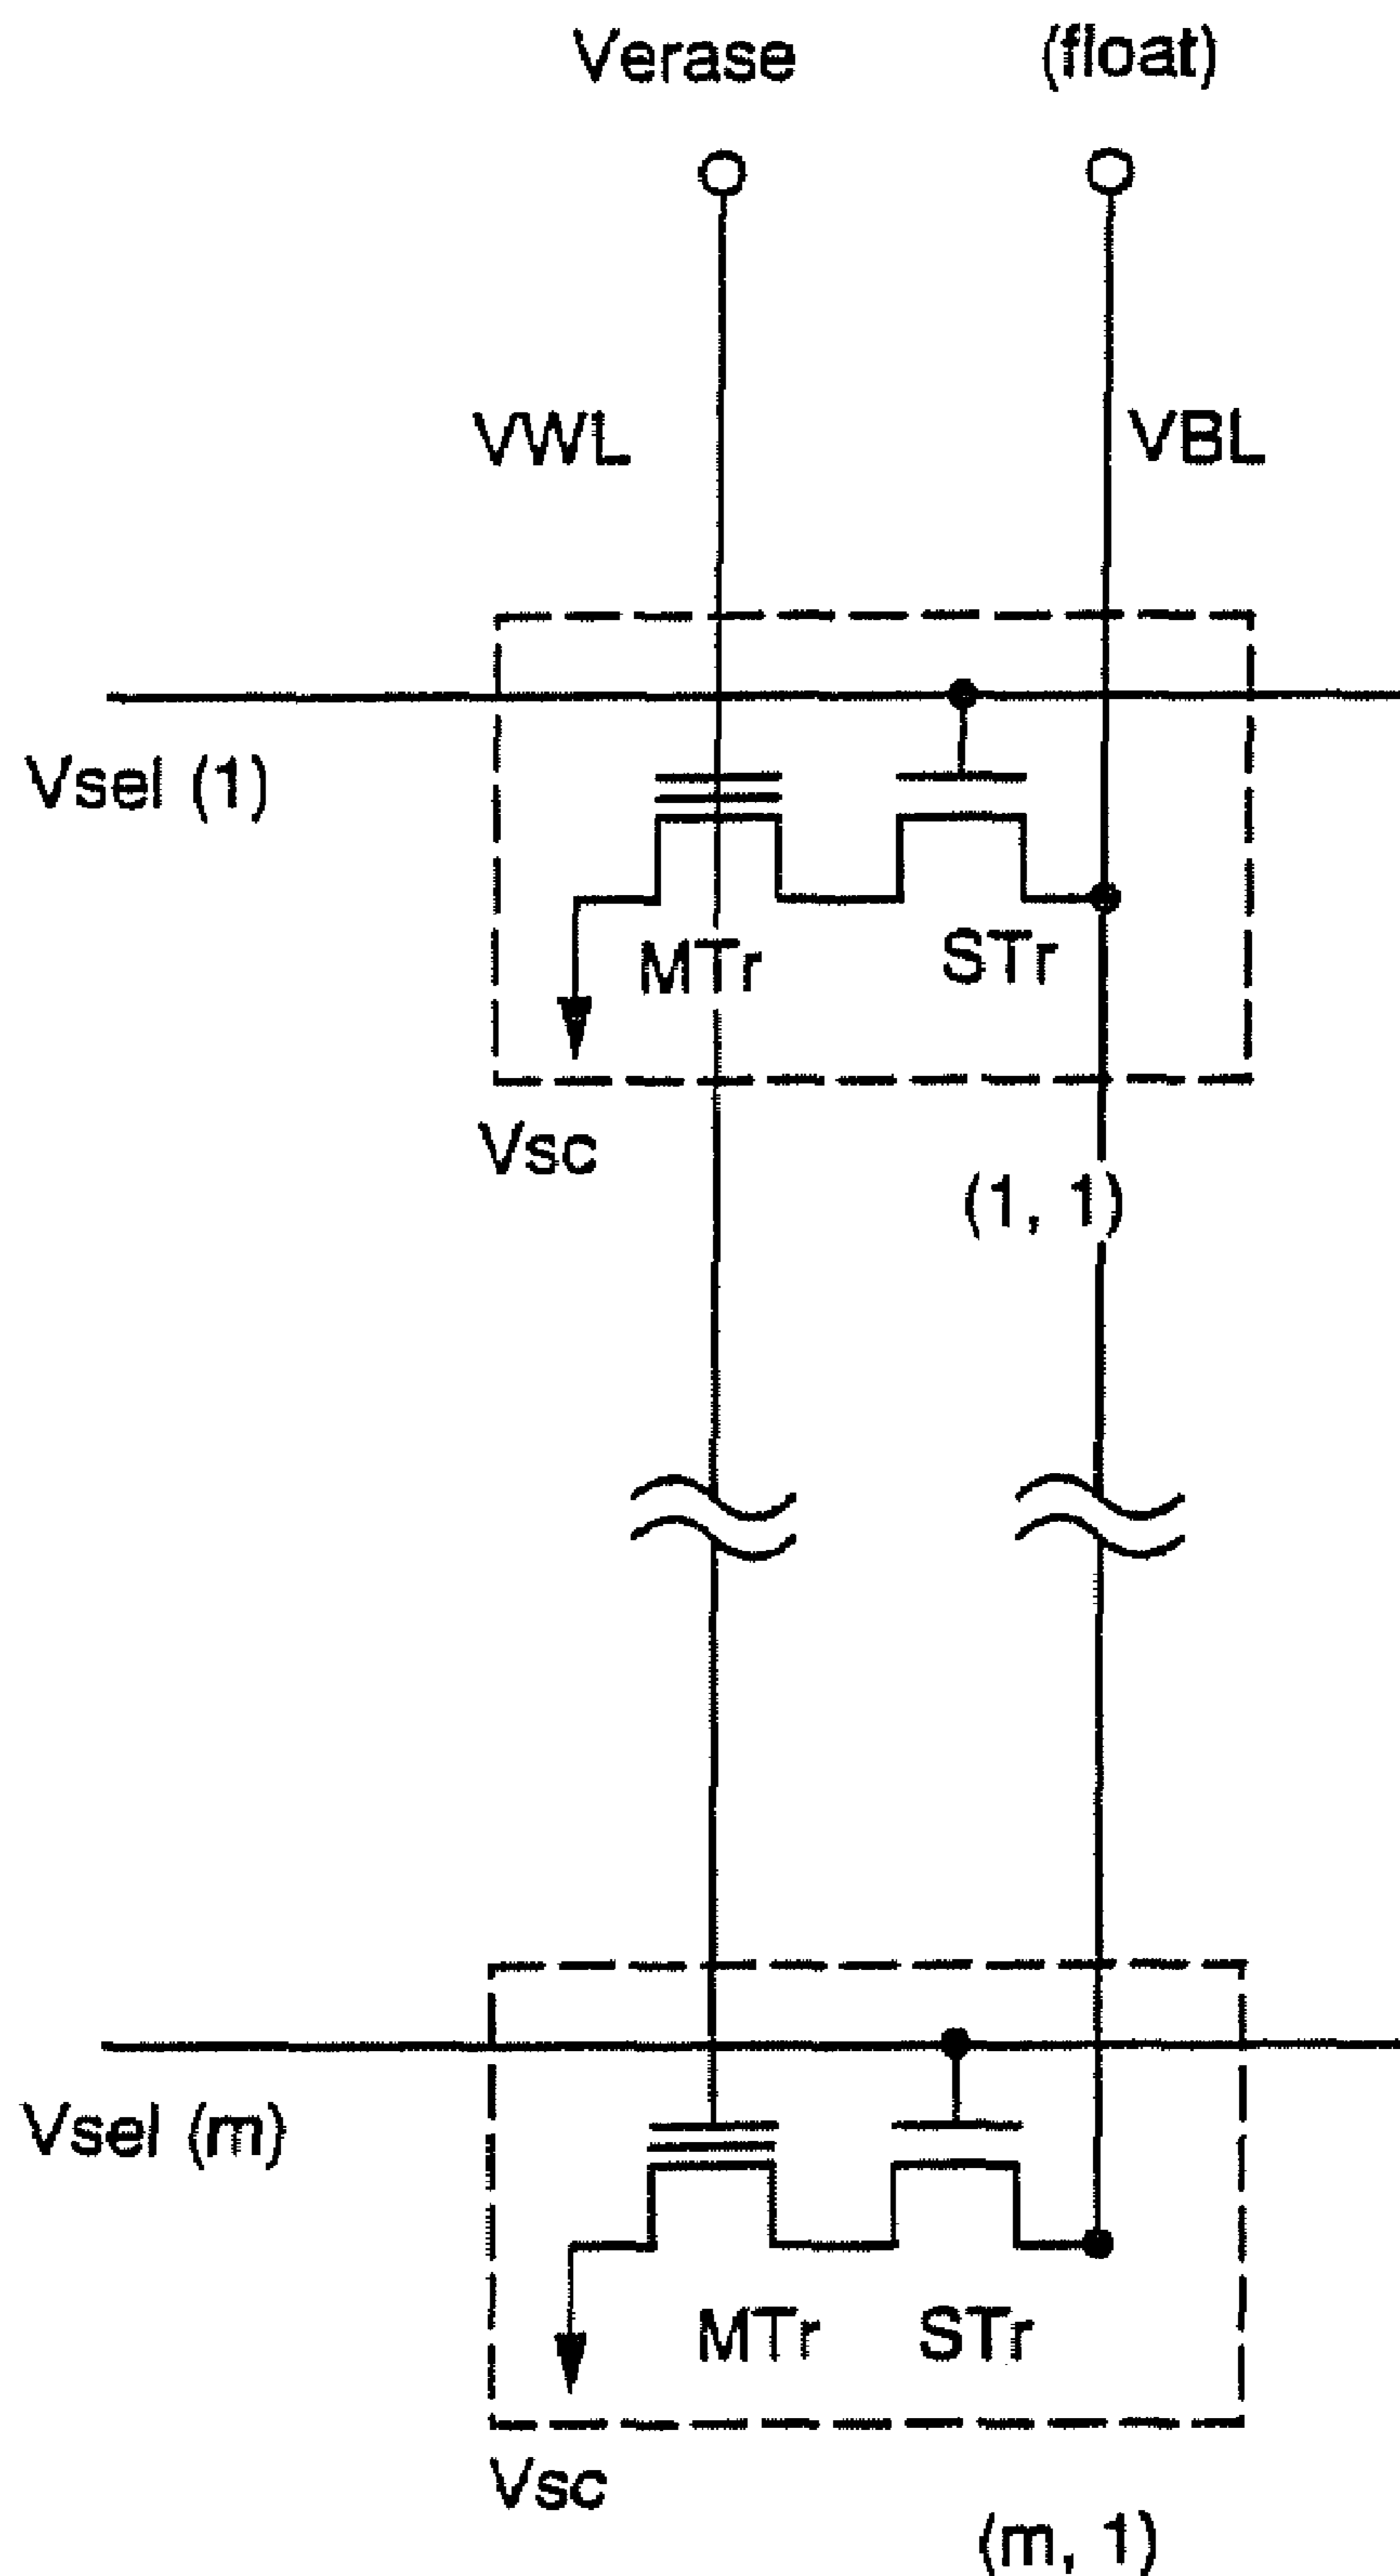 Verase (float)
VWL VBL
Vsel (1)
MTr STr
Vsc
(1, 1)
Vsel (m)
MTr STr
Vsc
(m, 1)